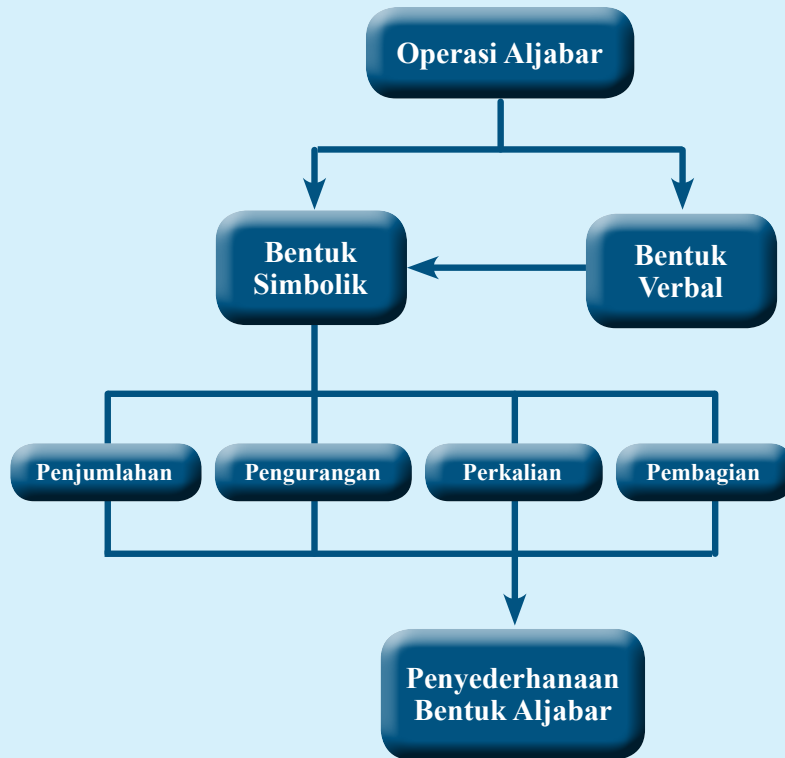 Operasi Aljabar
Bentuk
Simbolik
Bentuk
Verbal
Penjumlahan
Pengurangan
Perkalian
Pembagian
Penyederhanaan
Bentuk Aljabar